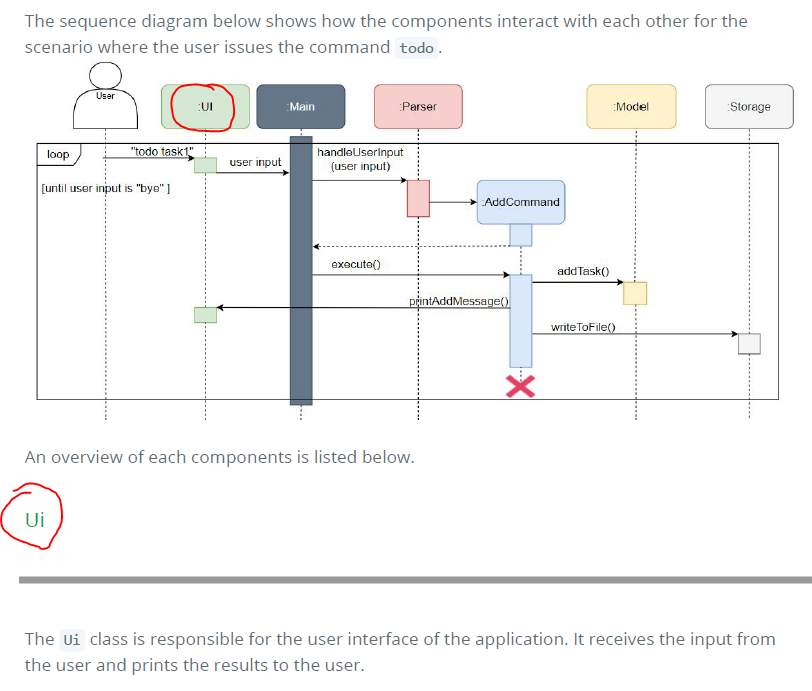 The sequence diagram below shows how the components interact with each other for the
scenario where the user issues the command todo.
User
:UI
:Main
:Parser
:Model
:Storage
loop
"todo task1"
user input
handleUserInput
(user input)
[until user input is "bye" ]
:AddCommand
execute()
addTask()
printAddMessage()
writeToFile()
An overview of each components is listed below.
Ui
The Ui class is responsible for the user interface of the application. It receives the input from
the user and prints the results to the user.